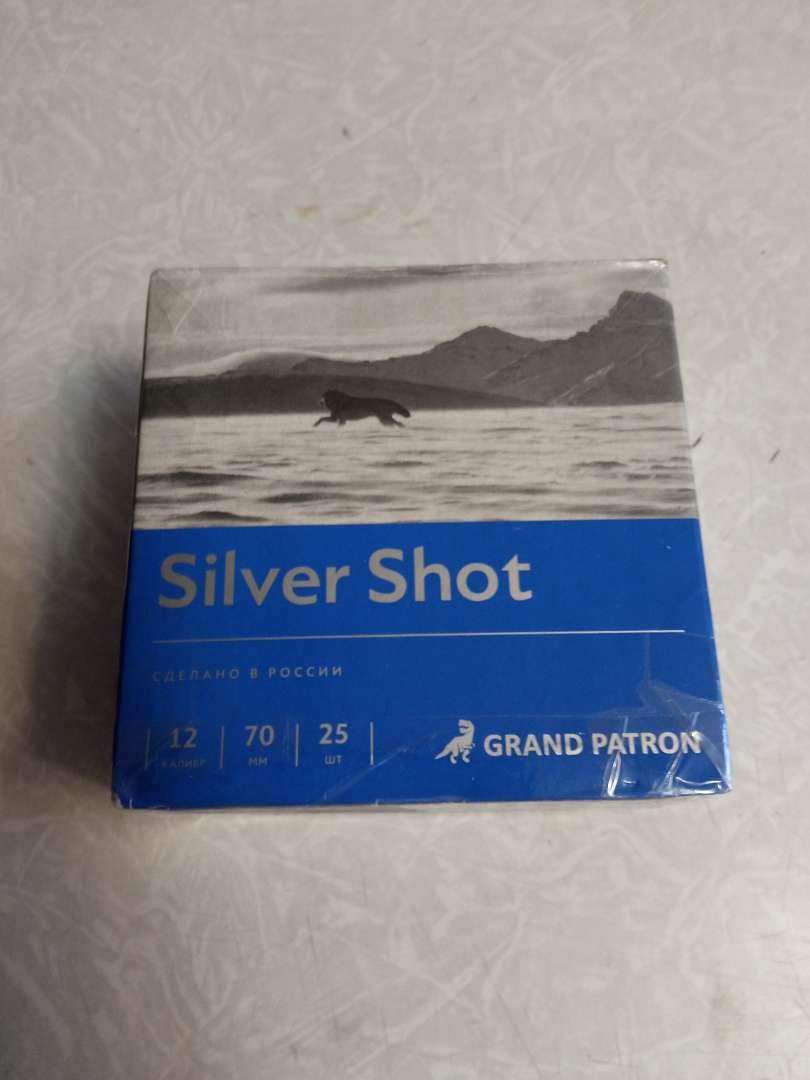 Silver Shot
СДЕЛАНО В РОССИИ
12 70 25
КАЛИБР ММ ШТ
GRAND PATRON